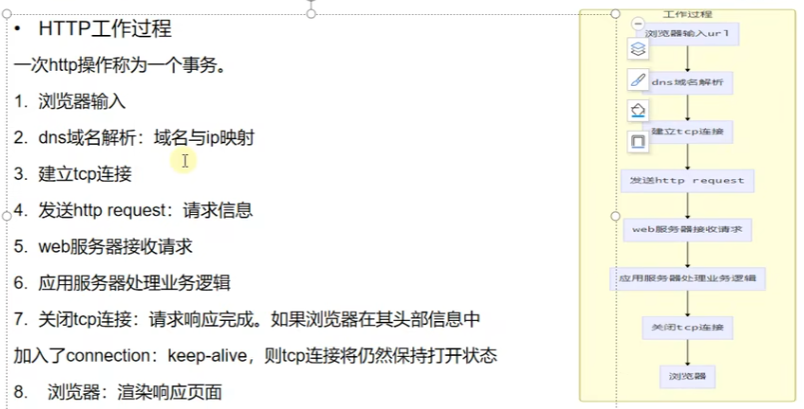 • HTTP工作过程
一次http操作称为一个事务。
1. 浏览器输入
2. dns域名解析：域名与ip映射
3. 建立tcp连接
4. 发送http request：请求信息
5. web服务器接收请求
6. 应用服务器处理业务逻辑
7. 关闭tcp连接：请求响应完成。如果浏览器在其头部信息中
加入了connection：keep-alive，则tcp连接将仍然保持打开状态
8. 浏览器：渲染响应页面
工作过程
浏览器输入url
dns域名解析
建立tcp连接
发送http request
web服务器接收请求
应用服务器处理业务逻辑
关闭tcp连接
浏览器